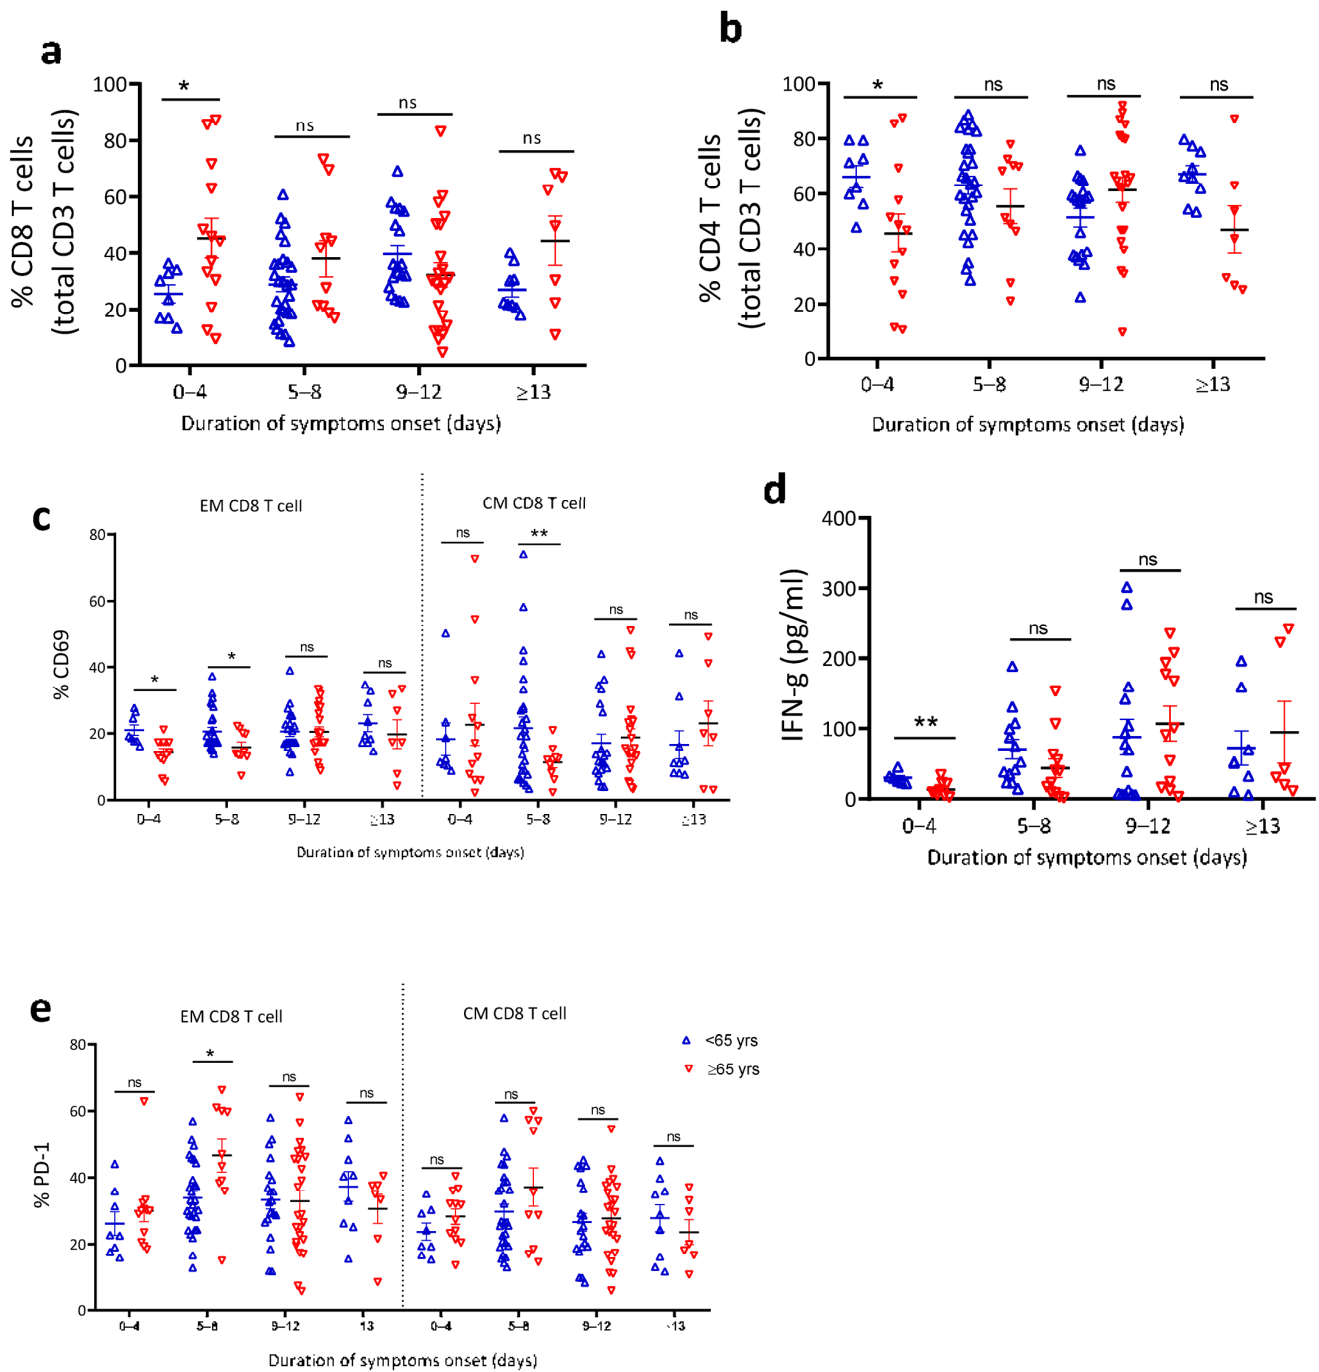 a
% CD8 T cells
(total CD3 T cells)
100
80
60
40
20
0
*
ns
ns
ns
0–4
5–8
9–12
≥13
Duration of symptoms onset (days)
b
% CD4 T cells
(total CD3 T cells)
100
80
60
40
20
0
*
ns
ns
ns
0–4
5–8
9–12
≥13
Duration of symptoms onset (days)
c
EM CD8 T cell
CM CD8 T cell
% CD69
80
60
40
20
0
*
*
ns
ns
ns
**
ns
ns
0–4
5–8
9–12
≥13
0–4
5–8
9–12
≥13
Duration of symptoms onset (days)
d
IFN-g (pg/ml)
400
300
200
100
0
**
ns
ns
ns
0–4
5–8
9–12
≥13
Duration of symptoms onset (days)
e
EM CD8 T cell
CM CD8 T cell
<65 yrs
≥65 yrs
% PD-1
80
60
40
20
0
ns
*
ns
ns
ns
ns
ns
ns
0–4
5–8
9–12
13
0–4
5–8
9–12
13
Duration of symptoms onset (days)